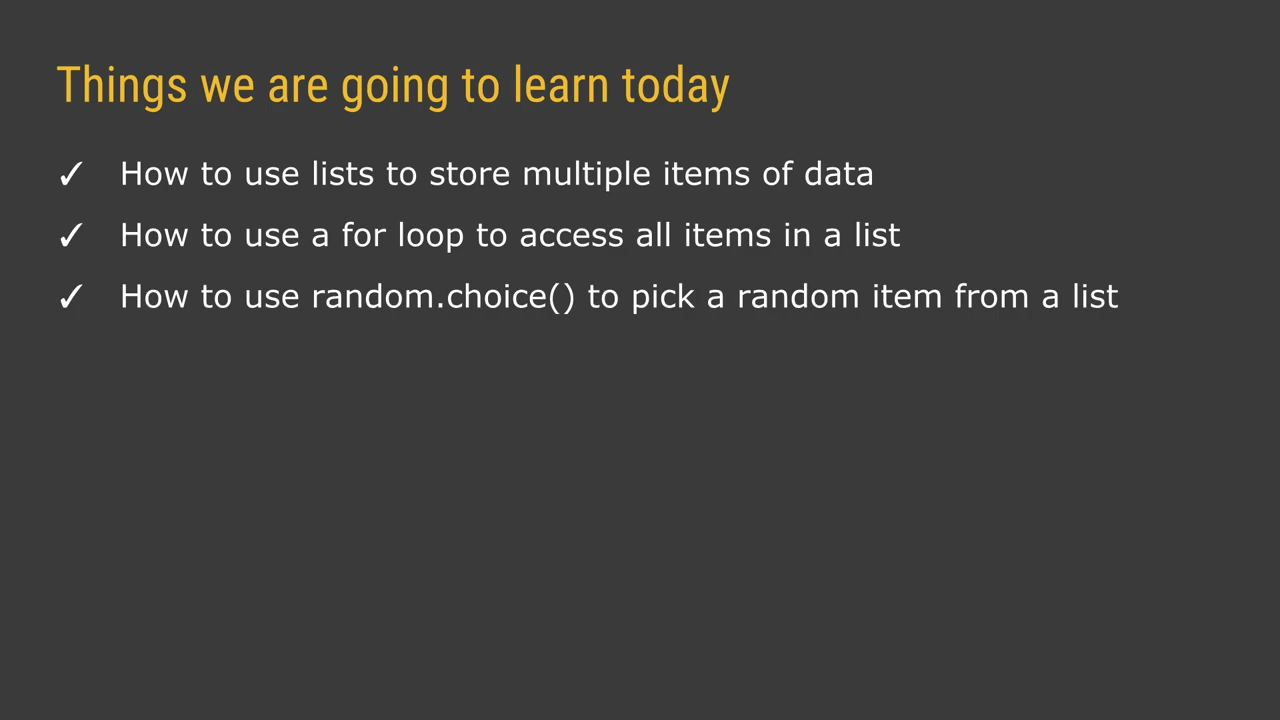 Things we are going to learn today
✓ How to use lists to store multiple items of data
✓ How to use a for loop to access all items in a list
✓ How to use random.choice() to pick a random item from a list